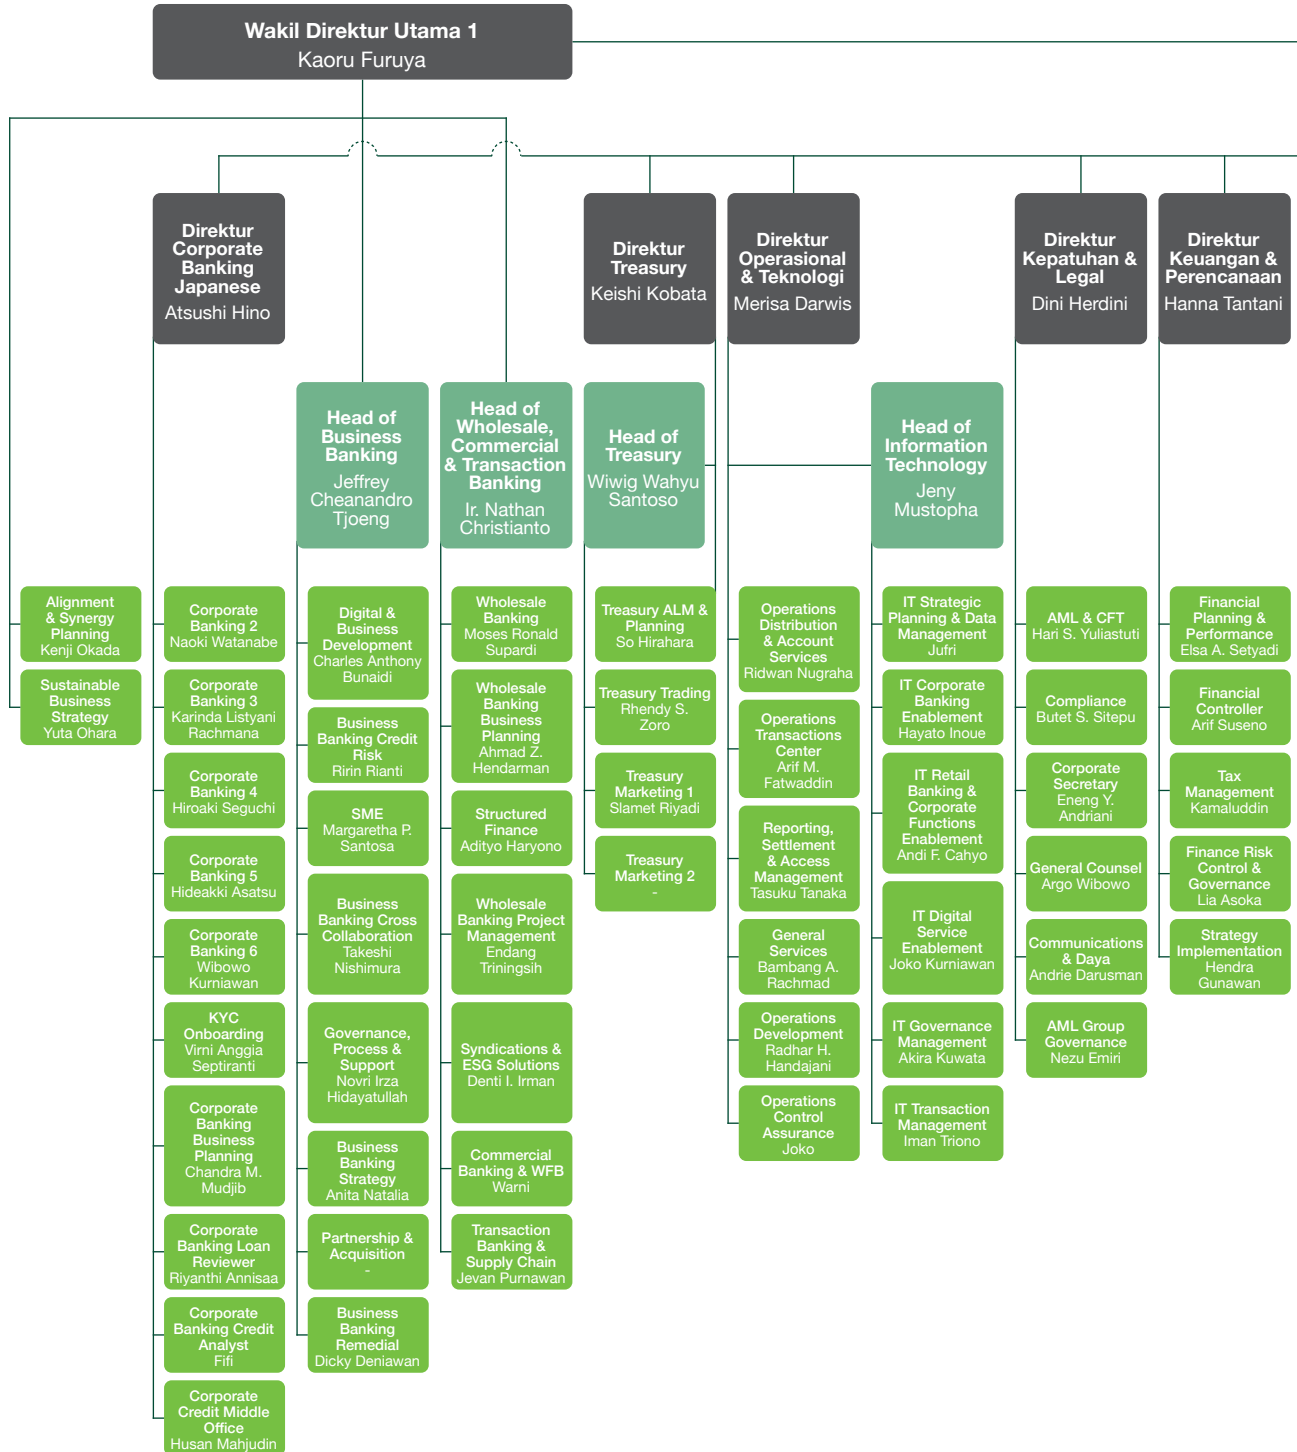 Wakil Direktur Utama 1
Kaoru Furuya
Direktur
Corporate
Banking
Japanese
Atsushi Hino
Direktur
Treasury
Keishi Kobata
Direktur
Operasional
& Teknologi
Merisa Darwis
Direktur
Kepatuhan &
Legal
Dini Herdini
Direktur
Keuangan &
Perencanaan
Hanna Tantani
Head of
Business
Banking
Jeffrey
Cheanandro
Tjoeng
Head of
Wholesale,
Commercial
& Transaction
Banking
Ir. Nathan
Christianto
Head of
Treasury
Wiwig Wahyu
Santoso
Head of
Information
Technology
Jeny
Mustopha
Alignment
& Synergy
Planning
Kenji Okada
Sustainable
Business
Strategy
Yuta Ohara
Corporate
Banking 2
Naoki Watanabe
Corporate
Banking 3
Karinda Listyani
Rachmana
Corporate
Banking 4
Hiroaki Seguchi
Corporate
Banking 5
Hideakki Asatsu
Corporate
Banking 6
Wibowo
Kurniawan
KYC
Onboarding
Virni Anggia
Septiranti
Corporate
Banking
Business
Planning
Chandra M.
Mudjib
Corporate
Banking Loan
Reviewer
Riyanthi Annisaa
Corporate
Banking Credit
Analyst
Fifi
Corporate
Credit Middle
Office
Husan Mahjudin
Digital &
Business
Development
Charles Anthony
Bunaidi
Business
Banking Credit
Risk
Ririn Rianti
SME
Margaretha P.
Santosa
Business
Banking Cross
Collaboration
Takeshi
Nishimura
Governance,
Process &
Support
Novri Irza
Hidayatullah
Business
Banking
Strategy
Anita Natalia
Partnership &
Acquisition
-
Business
Banking
Remedial
Dicky Deniawan
Wholesale
Banking
Moses Ronald
Supardi
Wholesale
Banking
Business
Planning
Ahmad Z.
Hendarman
Structured
Finance
Adityo Haryono
Wholesale
Banking Project
Management
Endang
Triningsih
Syndications &
ESG Solutions
Denti I. Irman
Commercial
Banking & WFB
Warni
Transaction
Banking &
Supply Chain
Jevan Purnawan
Treasury ALM &
Planning
So Hirahara
Treasury Trading
Rhendy S.
Zoro
Treasury
Marketing 1
Slamet Riyadi
Treasury
Marketing 2
-
Operations
Distribution
& Account
Services
Ridwan Nugraha
Operations
Transactions
Center
Arif M.
Fatwaddin
Reporting,
Settlement
& Access
Management
Tasuku Tanaka
General
Services
Bambang A.
Rachmad
Operations
Development
Radhar H.
Handajani
Operations
Control
Assurance
Joko
IT Strategic
Planning & Data
Management
Jufri
IT Corporate
Banking
Enablement
Hayato Inoue
IT Retail
Banking &
Corporate
Functions
Enablement
Andi F. Cahyo
IT Digital
Service
Enablement
Joko Kurniawan
IT Governance
Management
Akira Kuwata
IT Transaction
Management
Iman Triono
AML & CFT
Hari S. Yuliastuti
Compliance
Butet S. Sitepu
Corporate
Secretary
Eneng Y.
Andriani
General Counsel
Argo Wibowo
Communications
& Daya
Andrie Darusman
AML Group
Governance
Nezu Emiri
Financial
Planning &
Performance
Elsa A. Setyadi
Financial
Controller
Arif Suseno
Tax
Management
Kamaluddin
Finance Risk
Control &
Governance
Lia Asoka
Strategy
Implementation
Hendra
Gunawan